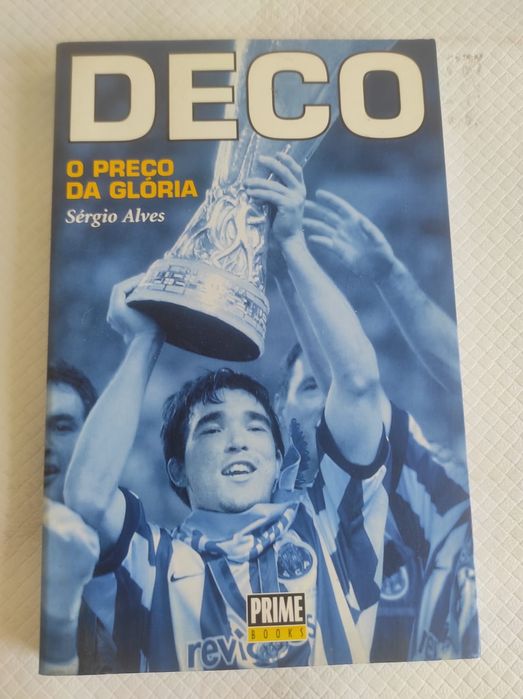 DECO
O PREÇO
DA GLÓRIA
Sérgio Alves
PRIME
BOOKS